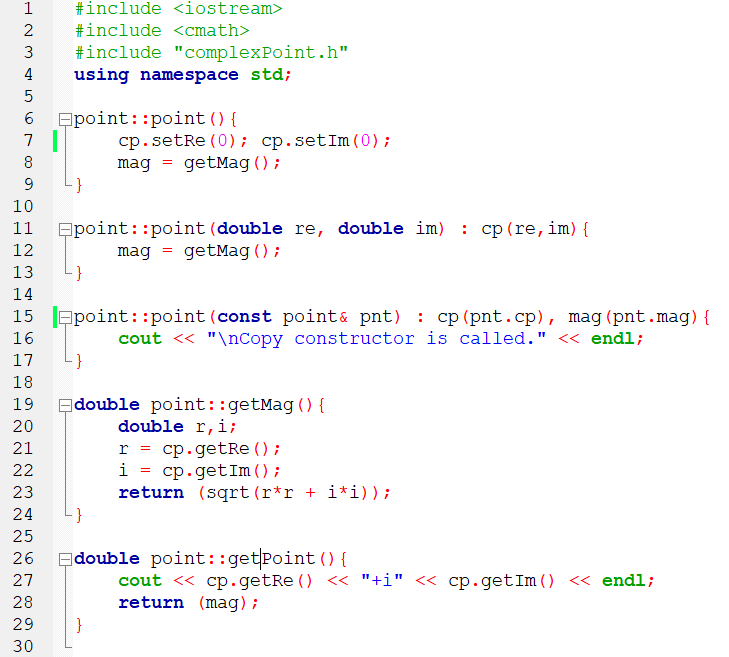 1 #include <iostream>
2 #include <cmath>
3 #include "complexPoint.h"
4 using namespace std;
5
6 point::point(){
7     cp.setRe(0); cp.setIm(0);
8     mag = getMag();
9 }
10
11 point::point(double re, double im) : cp(re,im){
12     mag = getMag();
13 }
14
15 point::point(const point& pnt) : cp(pnt.cp), mag(pnt.mag){
16     cout << "\nCopy constructor is called." << endl;
17 }
18
19 double point::getMag(){
20     double r,i;
21     r = cp.getRe();
22     i = cp.getIm();
23     return (sqrt(r*r + i*i));
24 }
25
26 double point::getPoint(){
27     cout << cp.getRe() << "+i" << cp.getIm() << endl;
28     return (mag);
29 }
30